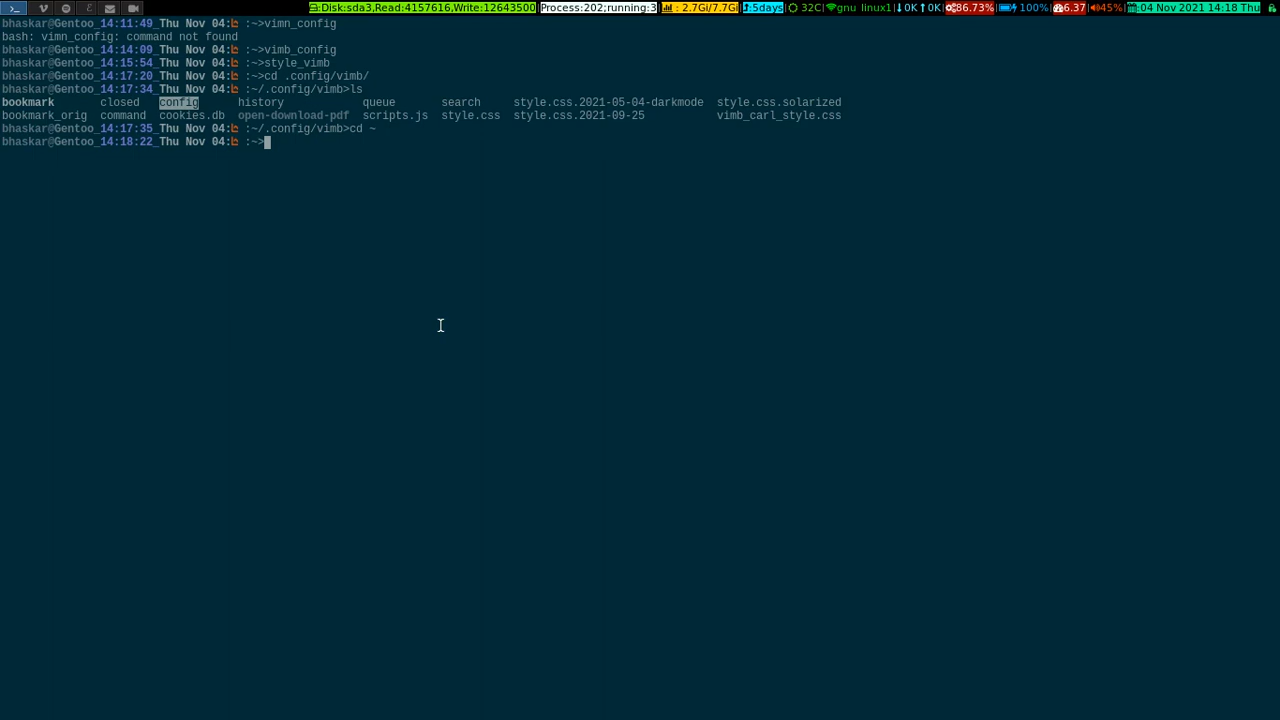 Disk:sda3,Read:4157616,Write:12643500 Process:202;running:3 : 2.7Gi/7.7Gi :5days 32C gnu_linux1 0K 0K 86.73% 100% 6.37 45% :04 Nov 2021 14:18 Thu
bhaskar@Gentoo_14:11:49_Thu Nov 04: :~>vimn_config
bash: vimn_config: command not found
bhaskar@Gentoo_14:14:09_Thu Nov 04: :~>vimb_config
bhaskar@Gentoo_14:15:54_Thu Nov 04: :~>style_vimb
bhaskar@Gentoo_14:17:20_Thu Nov 04: :~>cd .config/vimb/
bhaskar@Gentoo_14:17:34_Thu Nov 04: :~/.config/vimb>ls
bookmark closed config history queue search style.css.2021-05-04-darkmode style.css.solarized
bookmark_orig command cookies.db open-download-pdf scripts.js style.css style.css.2021-09-25 vimb_carl_style.css
bhaskar@Gentoo_14:17:35_Thu Nov 04: :~/.config/vimb>cd ~
bhaskar@Gentoo_14:18:22_Thu Nov 04: :~>